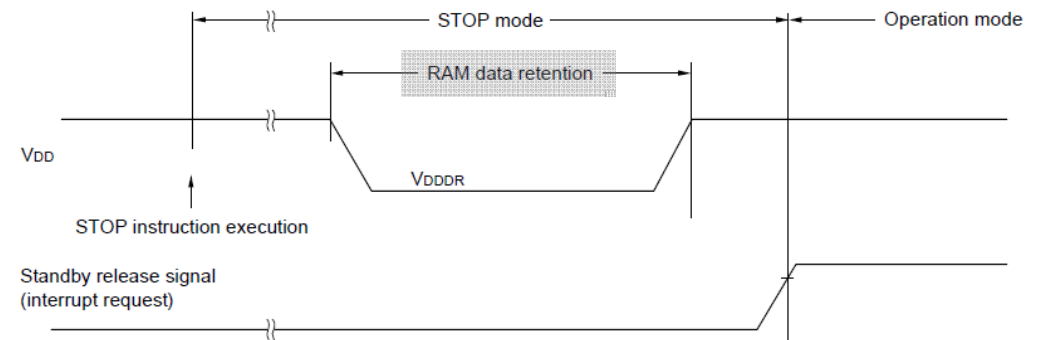 STOP mode
Operation mode
RAM data retention
VDD
VDDDR
STOP instruction execution
Standby release signal
(interrupt request)